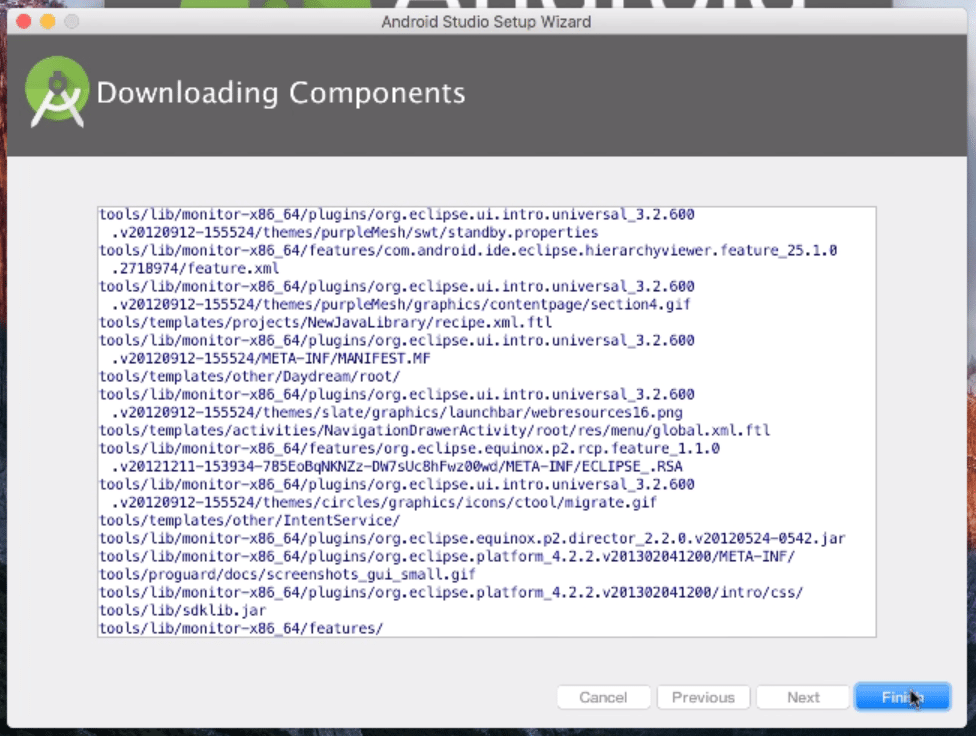 Android Studio Setup Wizard
Downloading Components
tools/lib/monitor-x86_64/plugins/org.eclipse.ui.intro.universal_3.2.600
.v20120912-155524/themes/purpleMesh/swt/standby.properties
tools/lib/monitor-x86_64/features/com.android.ide.eclipse.hierarchyviewer.feature_25.1.0
.2718974/feature.xml
tools/lib/monitor-x86_64/plugins/org.eclipse.ui.intro.universal_3.2.600
.v20120912-155524/themes/purpleMesh/graphics/contentpage/section4.gif
tools/templates/projects/NewJavaLibrary/recipe.xml.ftl
tools/lib/monitor-x86_64/plugins/org.eclipse.ui.intro.universal_3.2.600
.v20120912-155524/META-INF/MANIFEST.MF
tools/templates/other/Daydream/root/
tools/lib/monitor-x86_64/plugins/org.eclipse.ui.intro.universal_3.2.600
.v20120912-155524/themes/slate/graphics/launchbar/webresources16.png
tools/templates/activities/NavigationDrawerActivity/root/res/menu/global.xml.ftl
tools/lib/monitor-x86_64/features/org.eclipse.equinox.p2.rcp.feature_1.1.0
.v20121211-153934-785EoBqNKNZz-DW7sUc8hFwz00wd/META-INF/ECLIPSE_.RSA
tools/lib/monitor-x86_64/plugins/org.eclipse.ui.intro.universal_3.2.600
.v20120912-155524/themes/circles/graphics/icons/ctool/migrate.gif
tools/templates/other/IntentService/
tools/lib/monitor-x86_64/plugins/org.eclipse.equinox.p2.director_2.2.0.v20120524-0542.jar
tools/lib/monitor-x86_64/plugins/org.eclipse.platform_4.2.2.v201302041200/META-INF/
tools/proguard/docs/screenshots_gui_small.gif
tools/lib/monitor-x86_64/plugins/org.eclipse.platform_4.2.2.v201302041200/intro/css/
tools/lib/sdklib.jar
tools/lib/monitor-x86_64/features/
Cancel Previous Next Finish